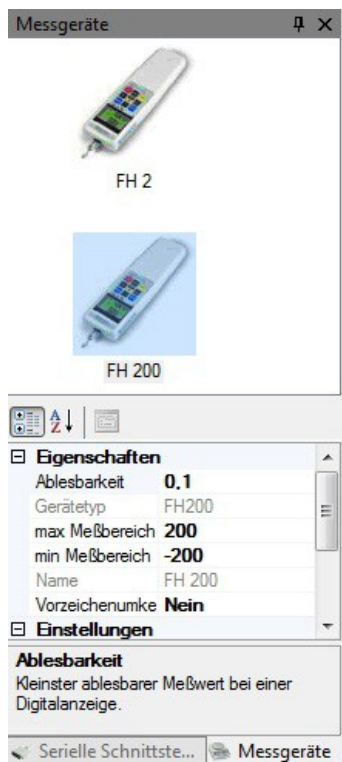 Messgeräte
FH 2
FH 200
Eigenschaften
Ablesbarkeit 0,1
Gerätetyp FH200
max Meßbereich 200
min Meßbereich -200
Name FH 200
Vorzeichenumke Nein
Einstellungen
Ablesbarkeit
Kleinster ablesbarer Meßwert bei einer
Digitalanzeige.
Serielle Schnittste... Messgeräte